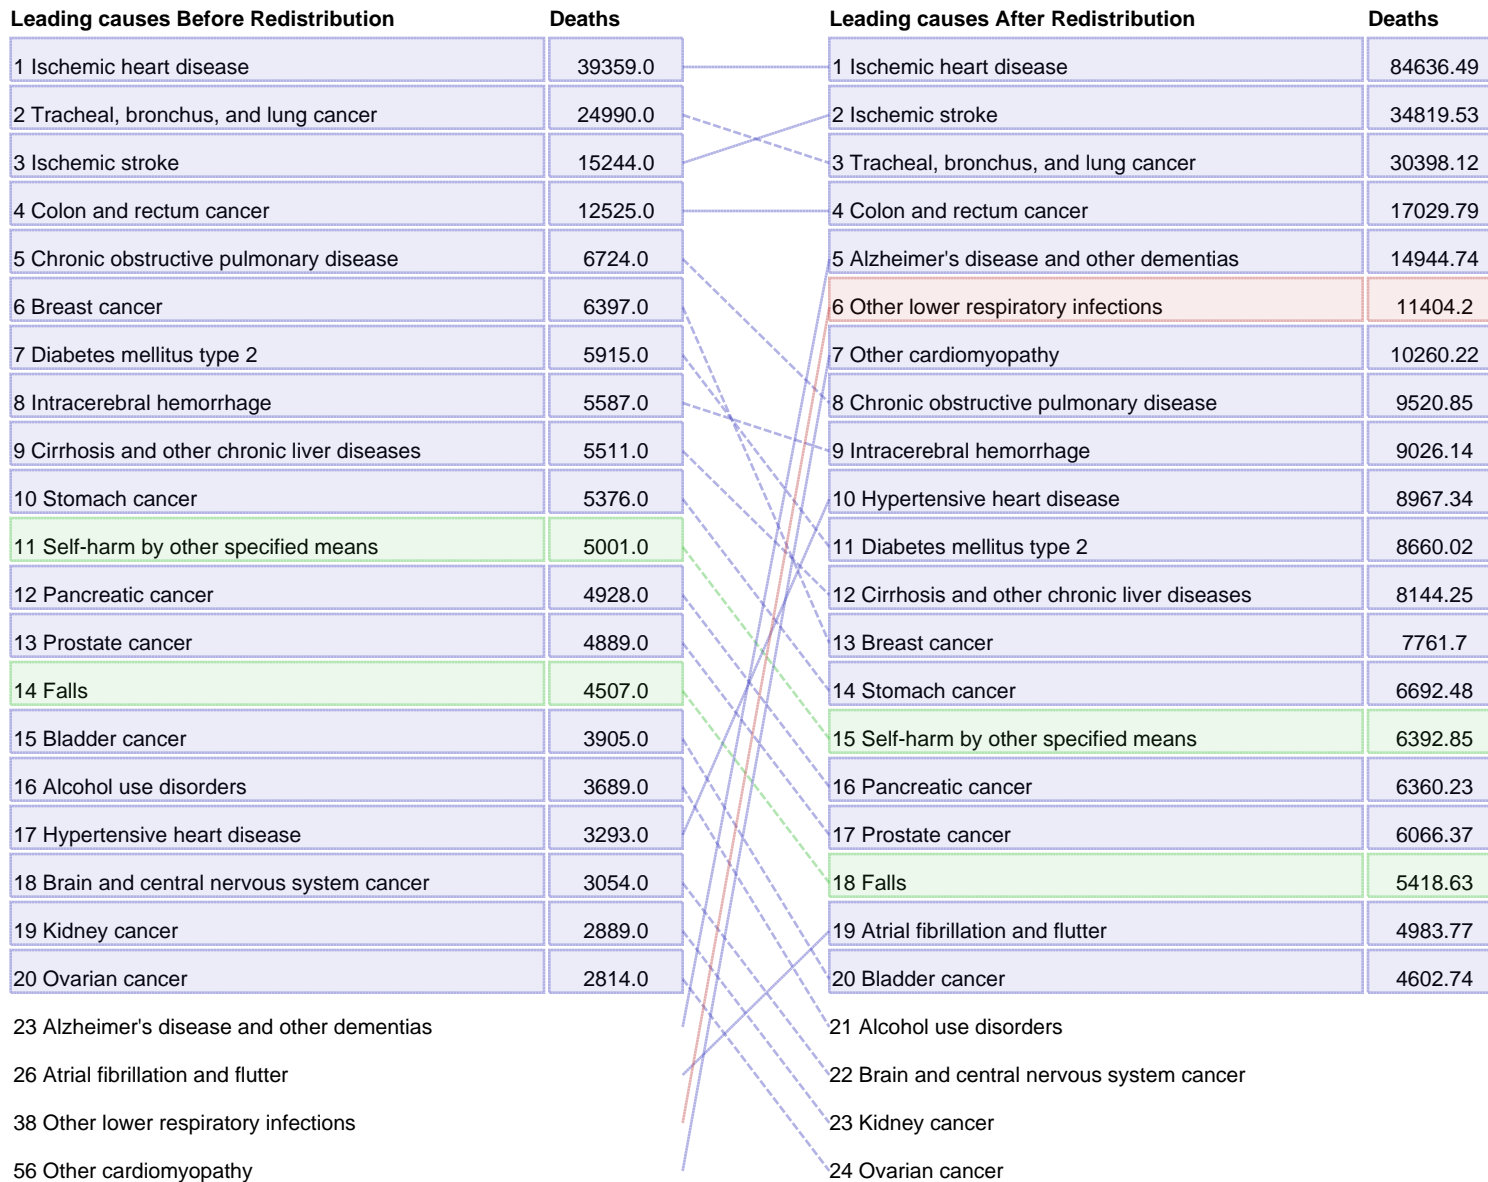 Leading causes Before Redistribution Deaths Leading causes After Redistribution Deaths
1 Ischemic heart disease 39359.0 1 Ischemic heart disease 84636.49
2 Tracheal, bronchus, and lung cancer 24990.0 2 Ischemic stroke 34819.53
3 Ischemic stroke 15244.0 3 Tracheal, bronchus, and lung cancer 30398.12
4 Colon and rectum cancer 12525.0 4 Colon and rectum cancer 17029.79
5 Chronic obstructive pulmonary disease 6724.0 5 Alzheimer's disease and other dementias 14944.74
6 Breast cancer 6397.0 6 Other lower respiratory infections 11404.2
7 Diabetes mellitus type 2 5915.0 7 Other cardiomyopathy 10260.22
8 Intracerebral hemorrhage 5587.0 8 Chronic obstructive pulmonary disease 9520.85
9 Cirrhosis and other chronic liver diseases 5511.0 9 Intracerebral hemorrhage 9026.14
10 Stomach cancer 5376.0 10 Hypertensive heart disease 8967.34
11 Self-harm by other specified means 5001.0 11 Diabetes mellitus type 2 8660.02
12 Pancreatic cancer 4928.0 12 Cirrhosis and other chronic liver diseases 8144.25
13 Prostate cancer 4889.0 13 Breast cancer 7761.7
14 Falls 4507.0 14 Stomach cancer 6692.48
15 Bladder cancer 3905.0 15 Self-harm by other specified means 6392.85
16 Alcohol use disorders 3689.0 16 Pancreatic cancer 6360.23
17 Hypertensive heart disease 3293.0 17 Prostate cancer 6066.37
18 Brain and central nervous system cancer 3054.0 18 Falls 5418.63
19 Kidney cancer 2889.0 19 Atrial fibrillation and flutter 4983.77
20 Ovarian cancer 2814.0 20 Bladder cancer 4602.74
23 Alzheimer's disease and other dementias 21 Alcohol use disorders
26 Atrial fibrillation and flutter 22 Brain and central nervous system cancer
38 Other lower respiratory infections 23 Kidney cancer
56 Other cardiomyopathy 24 Ovarian cancer